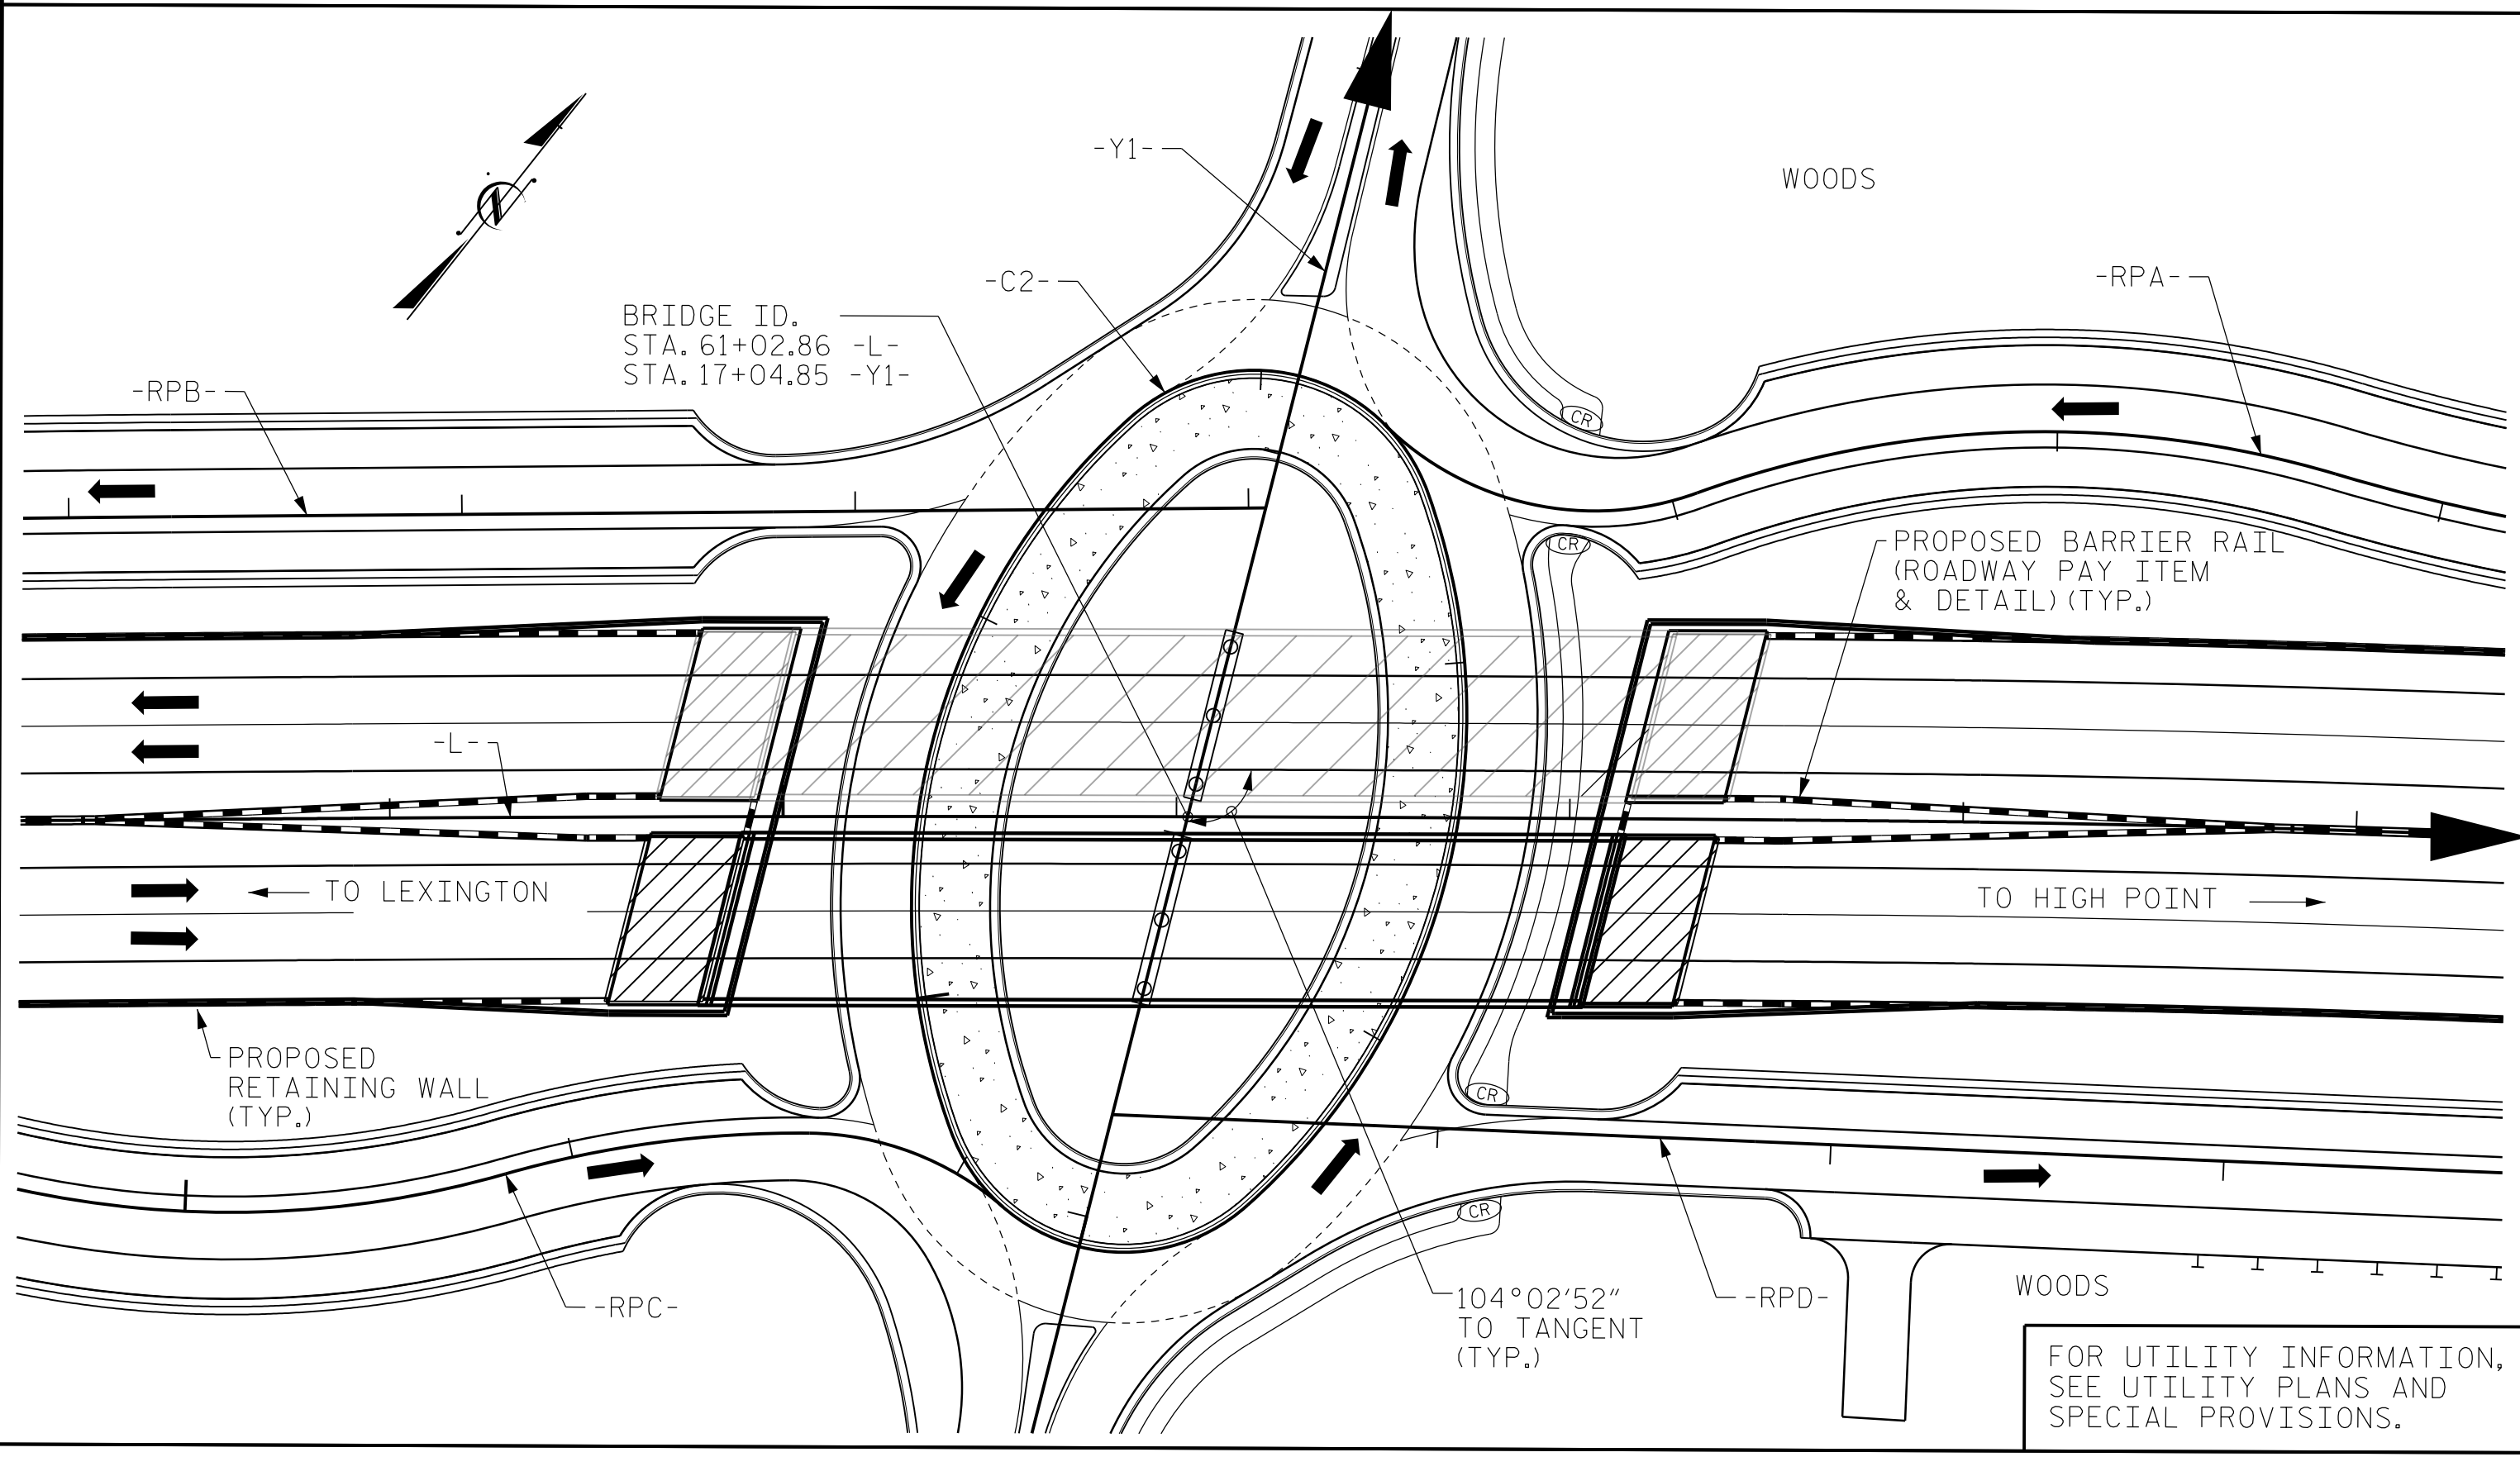 -Y1-
WOODS
-C2-
-RPA-
BRIDGE ID.
STA. 61+02.86 -L-
STA. 17+04.85 -Y1-
-RPB-
N
CR
CR
PROPOSED BARRIER RAIL
(ROADWAY PAY ITEM
& DETAIL) (TYP.)
-L-
TO LEXINGTON
TO HIGH POINT
PROPOSED
RETAINING WALL
(TYP.)
CR
CR
-RPC-
104°02'52"
TO TANGENT
(TYP.)
-RPD-
WOODS
FOR UTILITY INFORMATION,
SEE UTILITY PLANS AND
SPECIAL PROVISIONS.